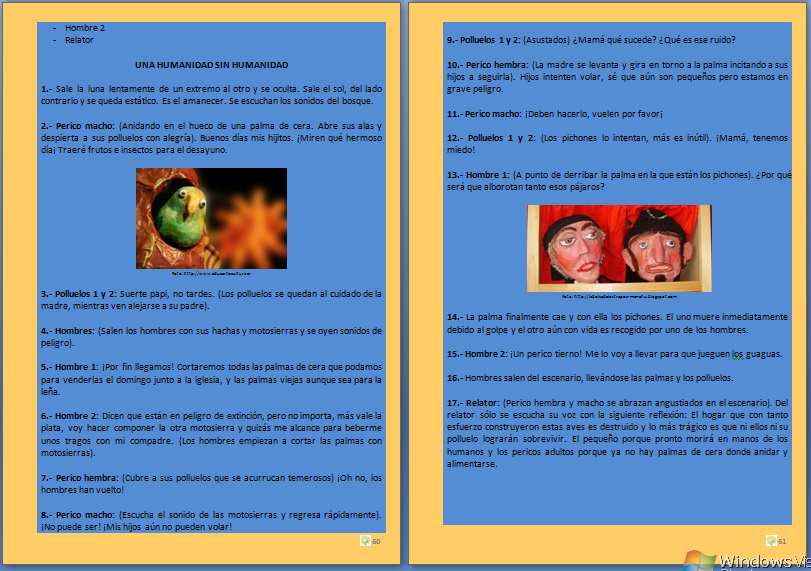 - Hombre 2
- Relator
UNA HUMANIDAD SIN HUMANIDAD
1.- Sale la luna lentamente de un extremo al otro y se oculta. Sale el sol, del lado
contrario y se queda estático. Es el amanecer. Se escuchan los sonidos del bosque.
2.- Perico macho: (Anidando en el hueco de una palma de cera. Abre sus alas y
despierta a sus polluelos con alegría). Buenos días mis hijitos. ¡Miren qué hermoso
día¡ Traeré frutos e insectos para el desayuno.
3.- Polluelos 1 y 2: Suerte papi, no tardes. (Los polluelos se quedan al cuidado de la
madre, mientras ven alejarse a su padre).
4.- Hombres: (Salen los hombres con sus hachas y motosierras y se oyen sonidos de
peligro).
5.- Hombre 1: ¡Por fin llegamos! Cortaremos todas las palmas de cera que podamos
para venderlas el domingo junto a la iglesia, y las palmas viejas aunque sea para la
leña.
6.- Hombre 2: Dicen que están en peligro de extinción, pero no importa, más vale la
plata, voy hacer componer la otra motosierra y quizás me alcance para beberme
unos tragos con mi compadre. (Los hombres empiezan a cortar las palmas con
motosierras).
7.- Perico hembra: (Cubre a sus polluelos que se acurrucan temerosos) ¡Oh no, los
hombres han vuelto!
8.- Perico macho: (Escucha el sonido de las motosierras y regresa rápidamente).
¡No puede ser! ¡Mis hijos aún no pueden volar!
60
9.- Polluelos 1 y 2: (Asustados) ¿Mamá qué sucede? ¿Qué es ese ruido?
10.- Perico hembra: (La madre se levanta y gira en torno a la palma incitando a sus
hijos a seguirla). Hijos intenten volar, sé que aún son pequeños pero estamos en
grave peligro.
11.- Perico macho: ¡Deben hacerlo, vuelen por favor¡
12.- Polluelos 1 y 2: (Los pichones lo intentan, más es inútil). ¡Mamá, tenemos
miedo!
13.- Hombre 1: (A punto de derribar la palma en la que están los pichones). ¿Por qué
será que alborotan tanto esos pájaros?
14.- La palma finalmente cae y con ella los pichones. El uno muere inmediatamente
debido al golpe y el otro aún con vida es recogido por uno de los hombres.
15.- Hombre 2: ¡Un perico tierno! Me lo voy a llevar para que jueguen los guaguas.
16.- Hombres salen del escenario, llevándose las palmas y los polluelos.
17.- Relator: (Perico hembra y macho se abrazan angustiados en el escenario). Del
relator sólo se escucha su voz con la siguiente reflexión: El hogar que con tanto
esfuerzo construyeron estas aves es destruido y lo más trágico es que ni ellos ni su
polluelo lograrán sobrevivir. El pequeño porque pronto morirá en manos de los
humanos y los pericos adultos porque ya no hay palmas de cera donde anidar y
alimentarse.
61
Windows